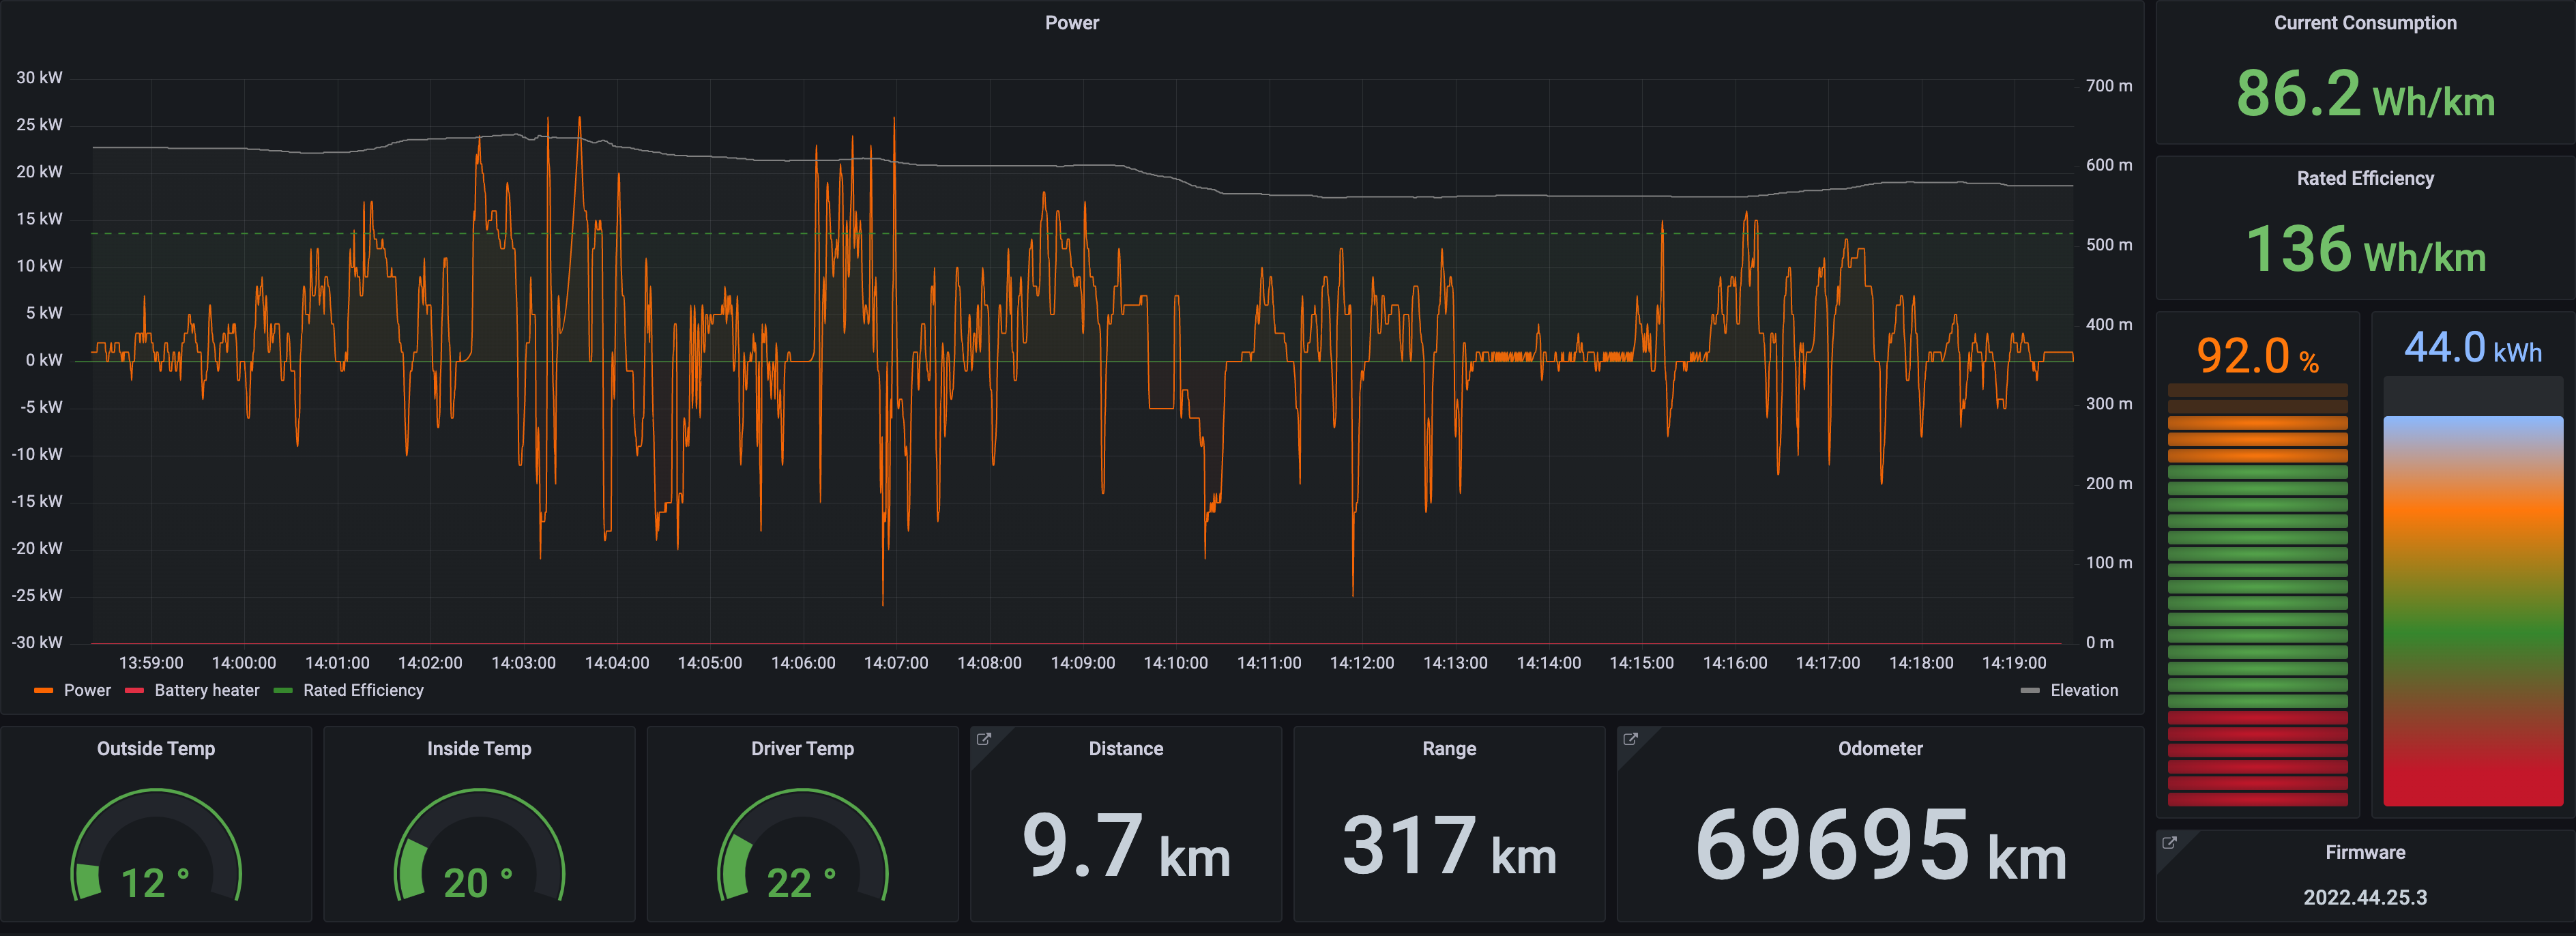 Power
30 kW
25 kW
20 kW
15 kW
10 kW
5 kW
0 kW
-5 kW
-10 kW
-15 kW
-20 kW
-25 kW
-30 kW
700 m
600 m
500 m
400 m
300 m
200 m
100 m
0 m
13:59:00 14:00:00 14:01:00 14:02:00 14:03:00 14:04:00 14:05:00 14:06:00 14:07:00 14:08:00 14:09:00 14:10:00 14:11:00 14:12:00 14:13:00 14:14:00 14:15:00 14:16:00 14:17:00 14:18:00 14:19:00
Power Battery heater Rated Efficiency Elevation
Current Consumption
86.2 Wh/km
Rated Efficiency
136 Wh/km
92.0 %
44.0 kWh
Outside Temp
12 °
Inside Temp
20 °
Driver Temp
22 °
Distance
9.7 km
Range
317 km
Odometer
69695 km
Firmware
2022.44.25.3